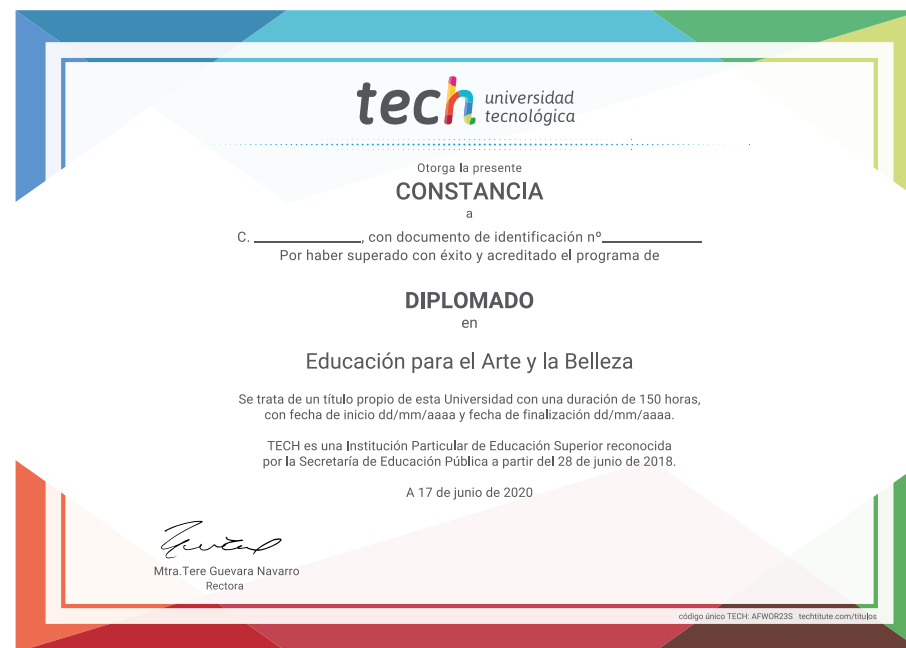 tech universidad
tecnológica
Otorga la presente
CONSTANCIA
a
C. ____________, con documento de identificación nº____________
Por haber superado con éxito y acreditado el programa de
DIPLOMADO
en
Educación para el Arte y la Belleza
Se trata de un título propio de esta Universidad con una duración de 150 horas,
con fecha de inicio dd/mm/aaaa y fecha de finalización dd/mm/aaaa.
TECH es una Institución Particular de Educación Superior reconocida
por la Secretaría de Educación Pública a partir del 28 de junio de 2018.
A 17 de junio de 2020
Mtra.Tere Guevara Navarro
Rectora
código único TECH: AFWOR23S techtitute.com/titulos